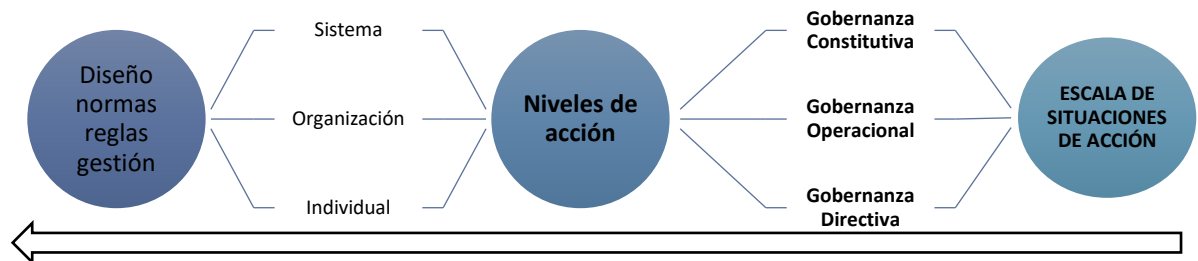 Diseño
normas
reglas
gestión
Sistema
Organización
Individual
Niveles de
acción
Gobernanza
Constitutiva
Gobernanza
Operacional
Gobernanza
Directiva
ESCALA DE
SITUACIONES
DE ACCIÓN